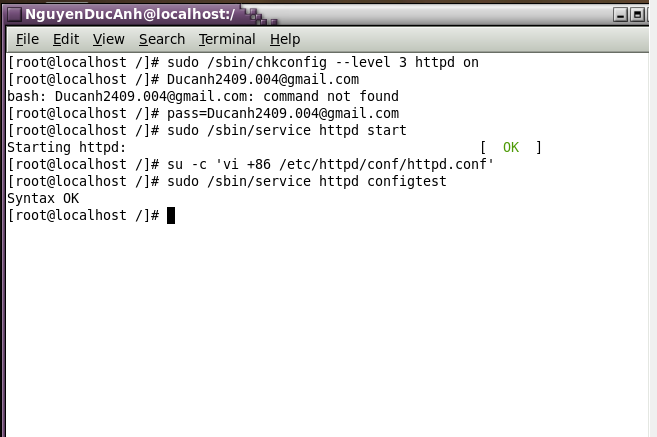 NguyenDucAnh@localhost:/
File Edit View Search Terminal Help
[root@localhost /]# sudo /sbin/chkconfig --level 3 httpd on
[root@localhost /]# Ducanh2409.004@gmail.com
bash: Ducanh2409.004@gmail.com: command not found
[root@localhost /]# pass=Ducanh2409.004@gmail.com
[root@localhost /]# sudo /sbin/service httpd start
Starting httpd: [ OK ]
[root@localhost /]# su -c 'vi +86 /etc/httpd/conf/httpd.conf'
[root@localhost /]# sudo /sbin/service httpd configtest
Syntax OK
[root@localhost /]#